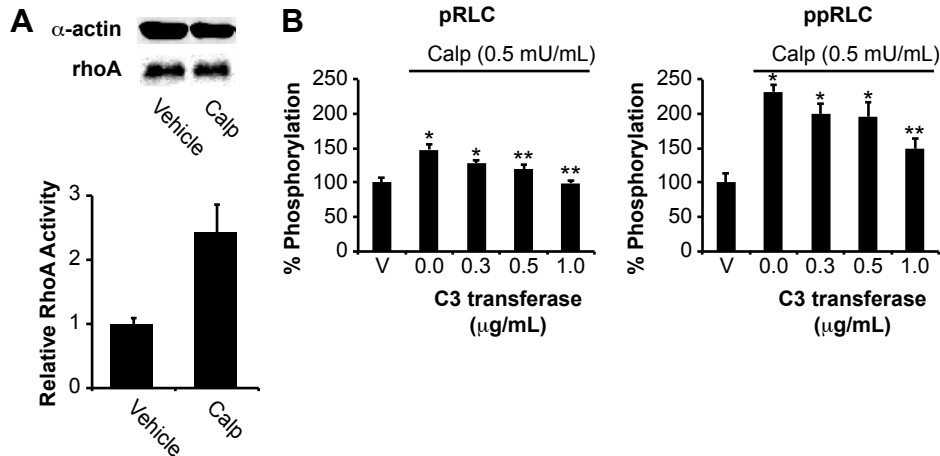 A
α-actin
rhoA
Vehicle
Calp
Relative RhoA Activity
3
2
1
0
Vehicle
Calp
B
pRLC
Calp (0.5 mU/mL)
% Phosphorylation
250
200
150
100
50
0
*
*
**
**
V 0.0 0.3 0.5 1.0
C3 transferase
(μg/mL)
ppRLC
Calp (0.5 mU/mL)
% Phosphorylation
250
200
150
100
50
0
*
*
*
**
V 0.0 0.3 0.5 1.0
C3 transferase
(μg/mL)